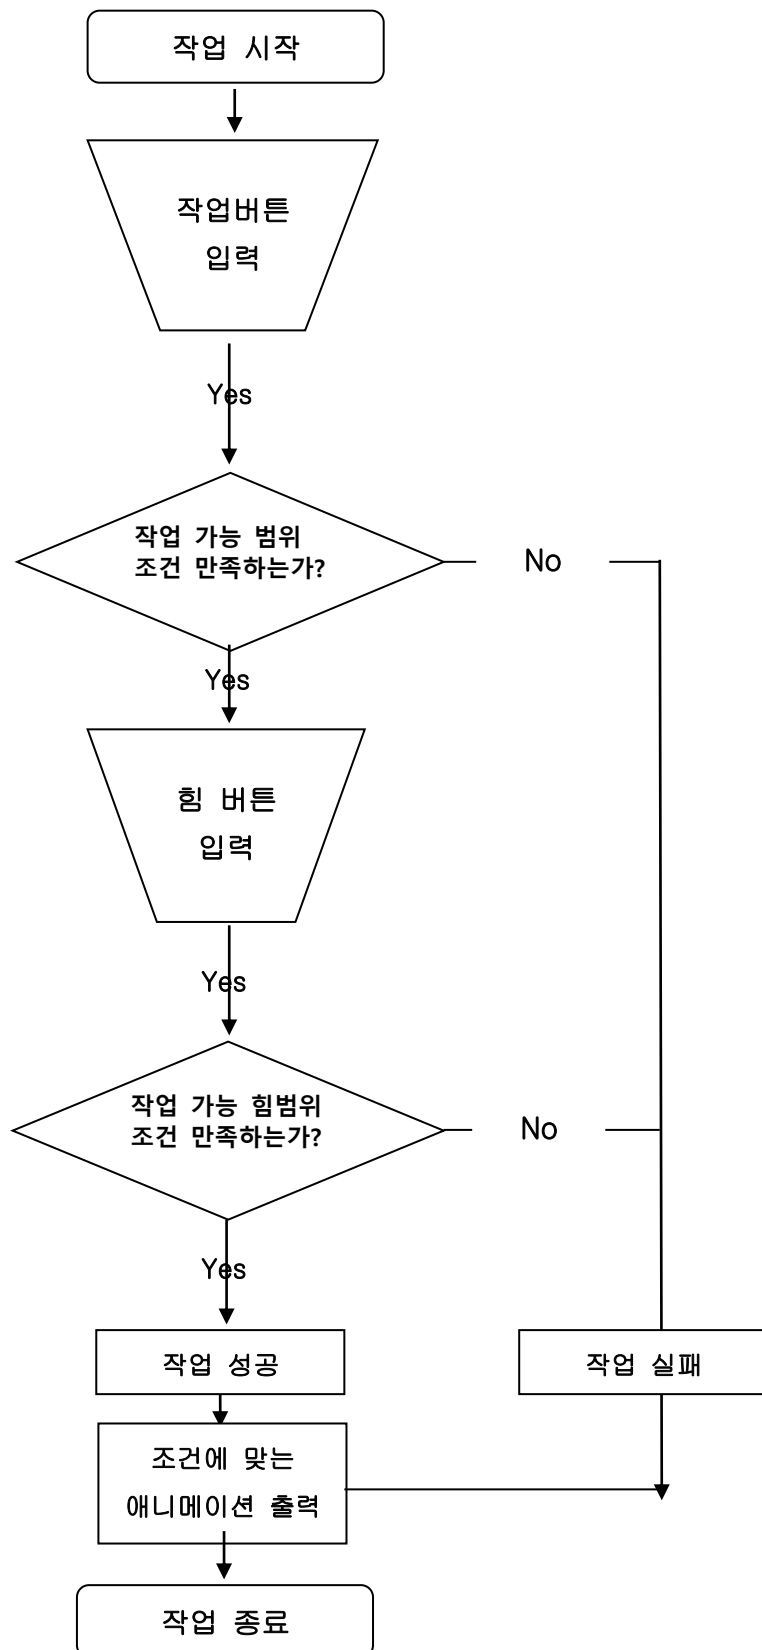 작업 시작
작업버튼
입력
Yes
작업 가능 범위
조건 만족하는가?
No
Yes
힘 버튼
입력
Yes
작업 가능 힘범위
조건 만족하는가?
No
Yes
작업 성공
작업 실패
조건에 맞는
애니메이션 출력
작업 종료